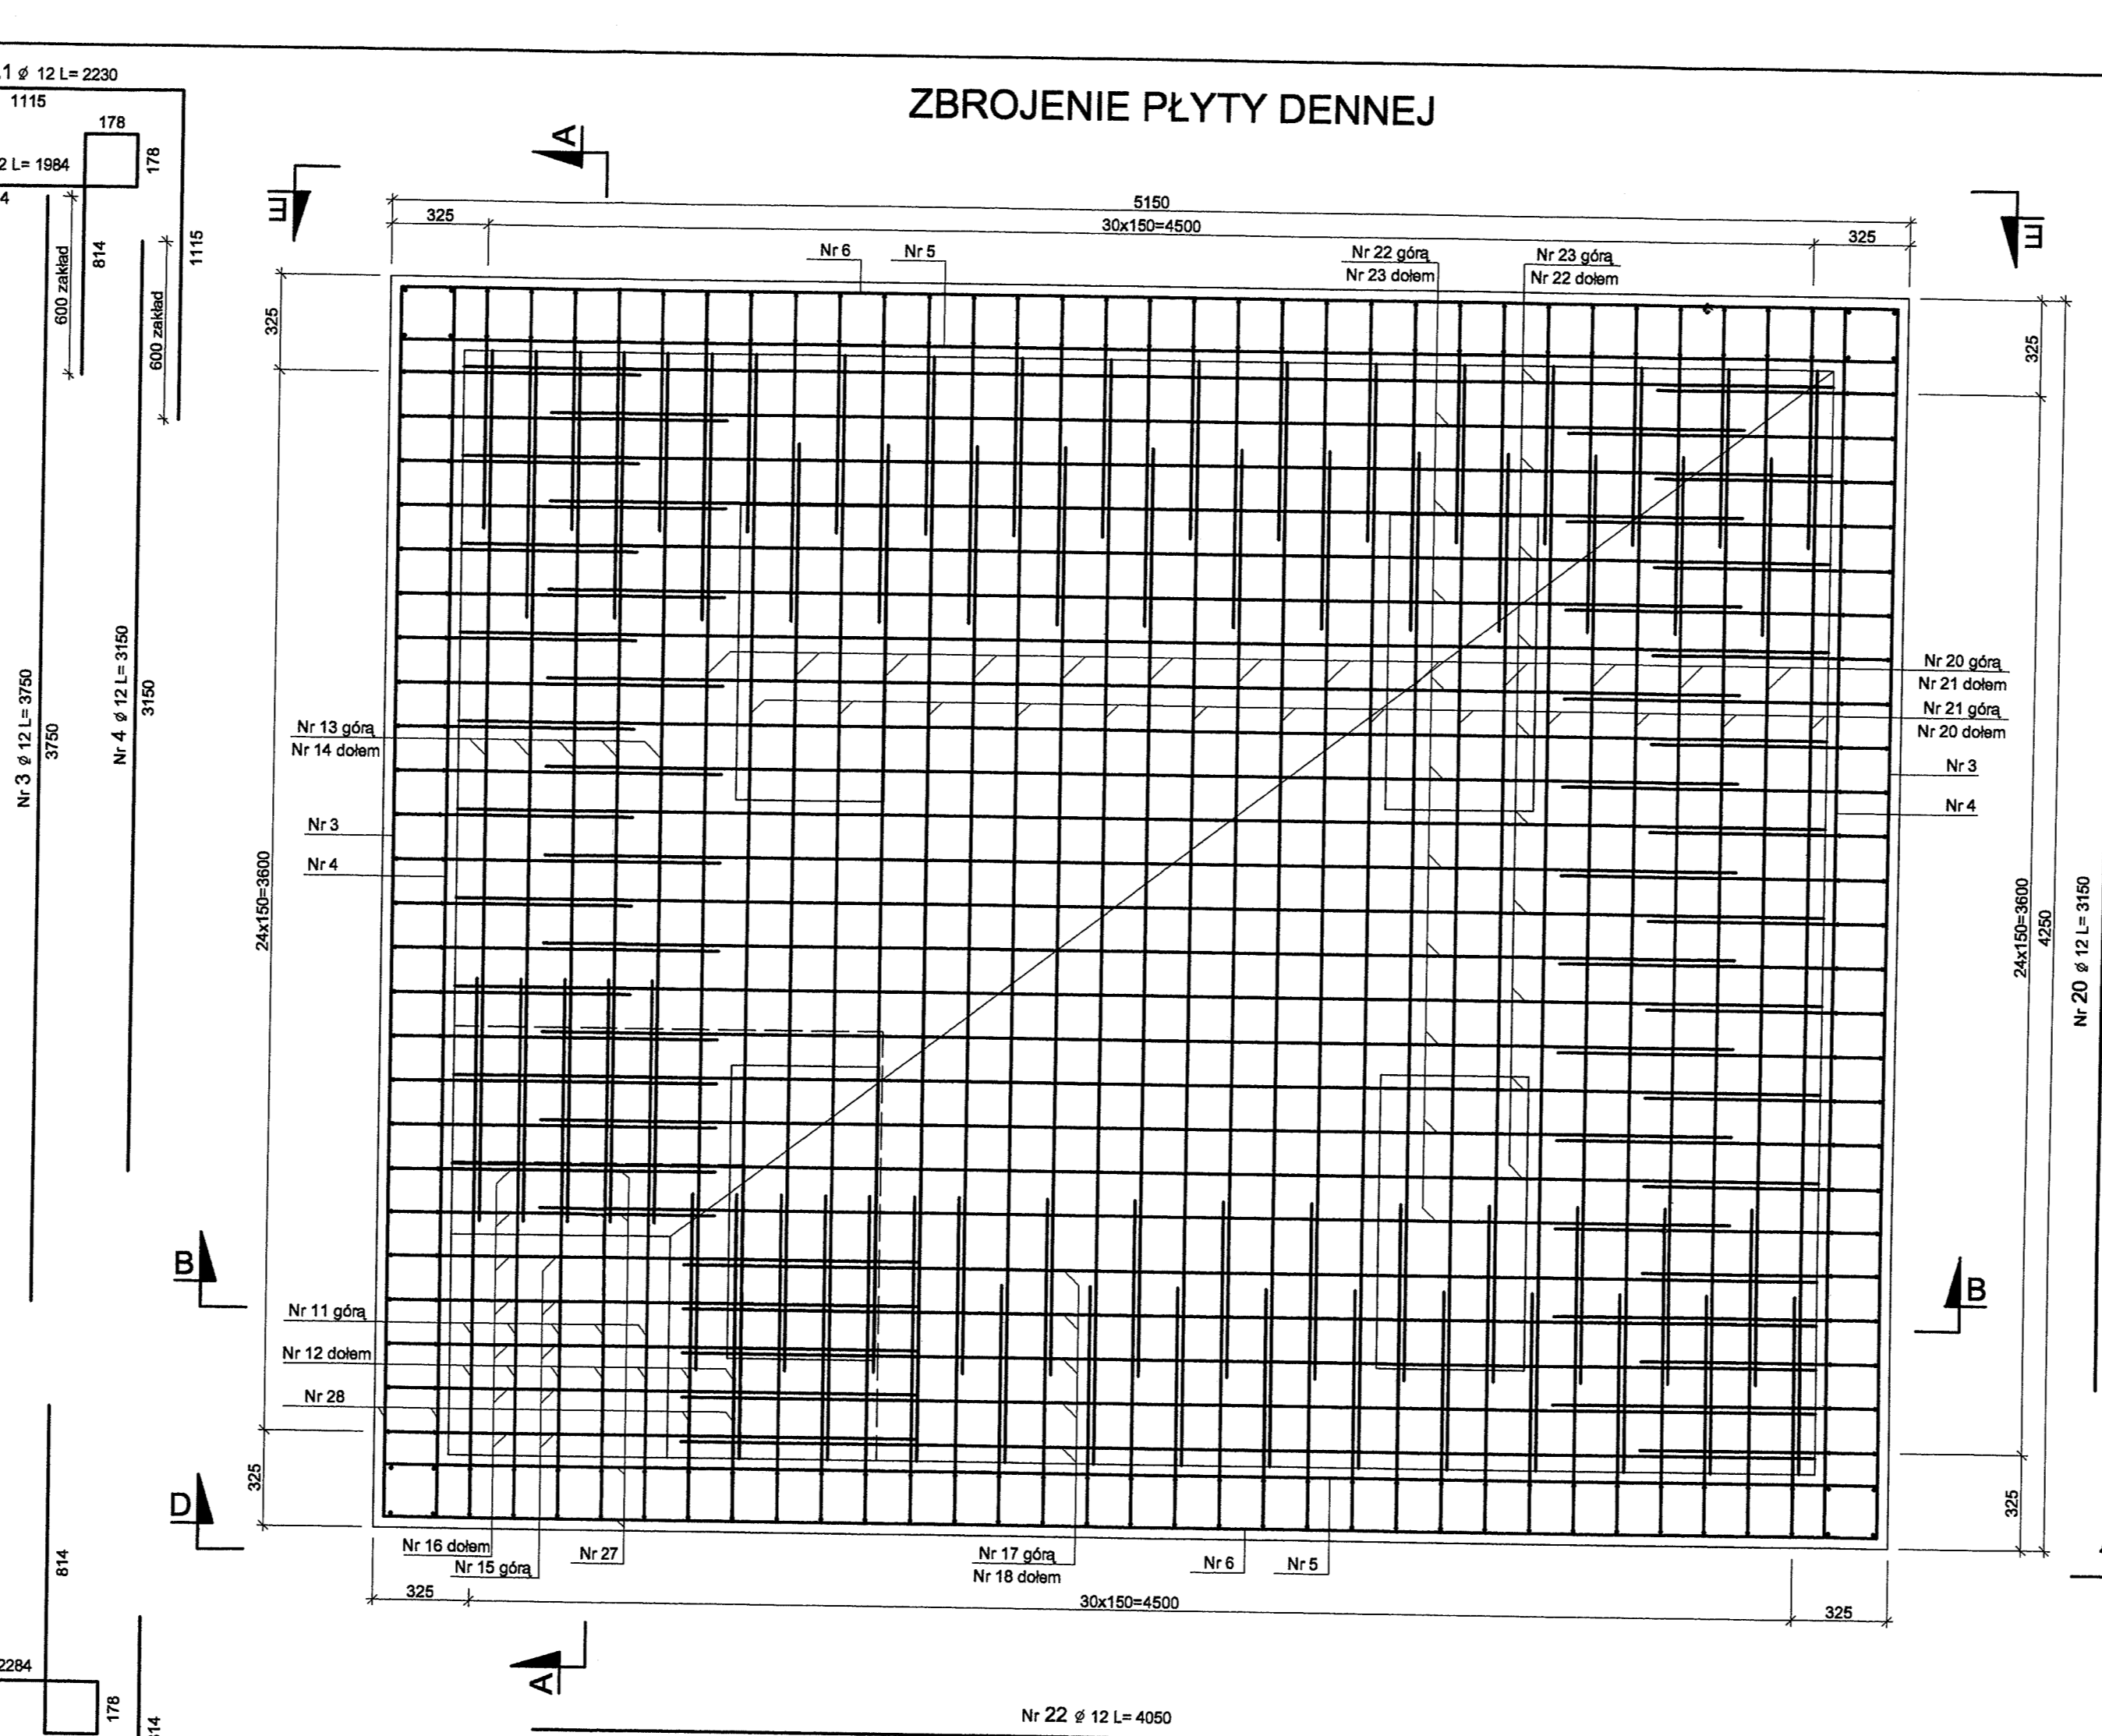 ZBROJENIE PŁYTY DENNEJ
1 ø 12 L= 2230
1115
178
178
2 L= 1984
4
600 zakład
814
1115
600 zakład
Nr 3 ø 12 L= 3750
3750
Nr 4 ø 12 L= 3150
3150
A
E
E
5150
325
30x150=4500
325
Nr 6
Nr 5
Nr 22 górą
Nr 23 dołem
Nr 23 górą
Nr 22 dołem
325
325
Nr 20 górą
Nr 21 dołem
Nr 21 górą
Nr 20 dołem
Nr 13 górą
Nr 14 dołem
Nr 3
Nr 4
Nr 3
Nr 4
24x150=3600
24x150=3600
4250
Nr 20 ø 12 L= 3150
B
B
Nr 11 górą
Nr 12 dołem
Nr 28
D
325
325
Nr 16 dołem
Nr 15 górą
Nr 27
Nr 17 górą
Nr 18 dołem
Nr 6
Nr 5
325
30x150=4500
325
A
814
2284
178
814
Nr 22 ø 12 L= 4050